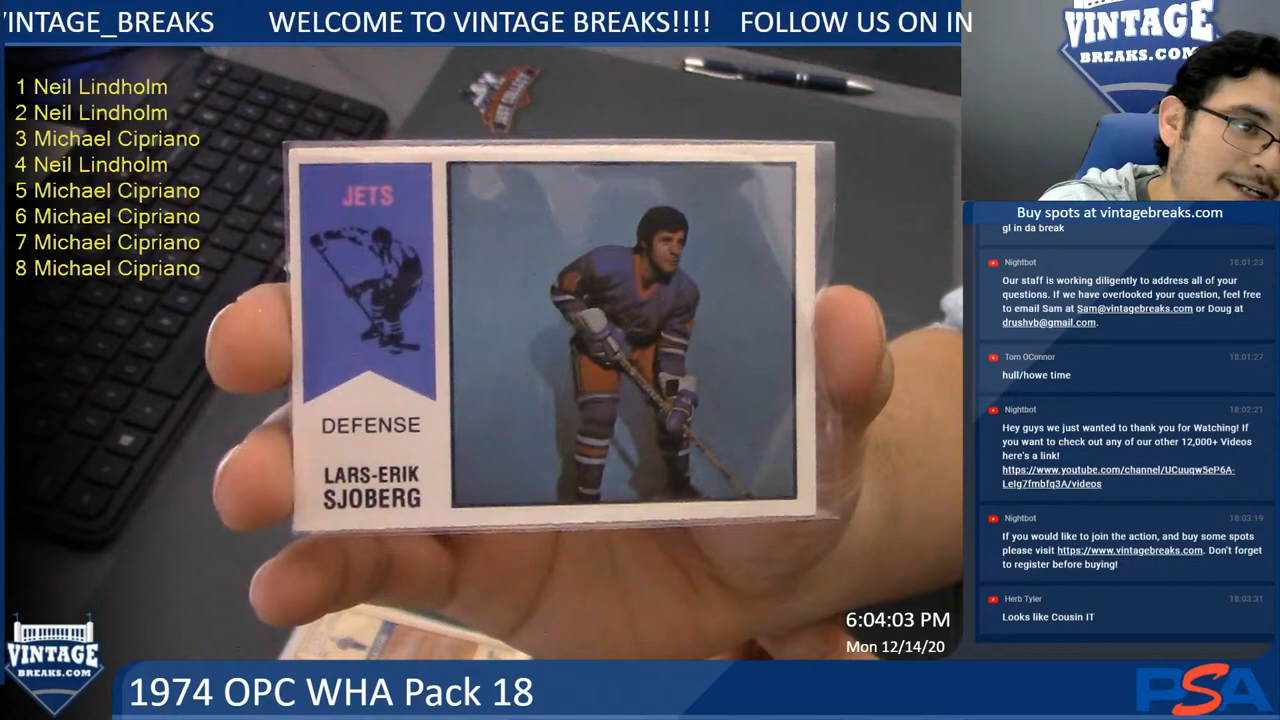 INTAGE_BREAKS WELCOME TO VINTAGE BREAKS!!!! FOLLOW US ON IN
1 Neil Lindholm
2 Neil Lindholm
3 Michael Cipriano
4 Neil Lindholm
5 Michael Cipriano
6 Michael Cipriano
7 Michael Cipriano
8 Michael Cipriano
JETS
DEFENSE
LARS-ERIK
SJOBERG
VINTAGE
BREAKS.COM
Buy spots at vintagebreaks.com
gl in da break
Nightbot 18:01:23
Our staff is working diligently to address all of your
questions. If we have overlooked your question, feel free
to email Sam at Sam@vintagebreaks.com or Doug at
drushvb@gmail.com.
Tom OConnor 18:01:27
hull/howe time
Nightbot 18:02:21
Hey guys we just wanted to thank you for Watching! If
you want to check out any of our other 12,000+ Videos
here's a link!
https://www.youtube.com/channel/UCuuqw5eP6A-
LeIg7fmbfq3A/videos
Nightbot 18:03:19
If you would like to join the action, and buy some spots
please visit https://www.vintagebreaks.com. Don't forget
to register before buying!
Herb Tyler 18:03:31
Looks like Cousin IT
6:04:03 PM
Mon 12/14/20
VINTAGE
BREAKS.COM
1974 OPC WHA Pack 18
PSA